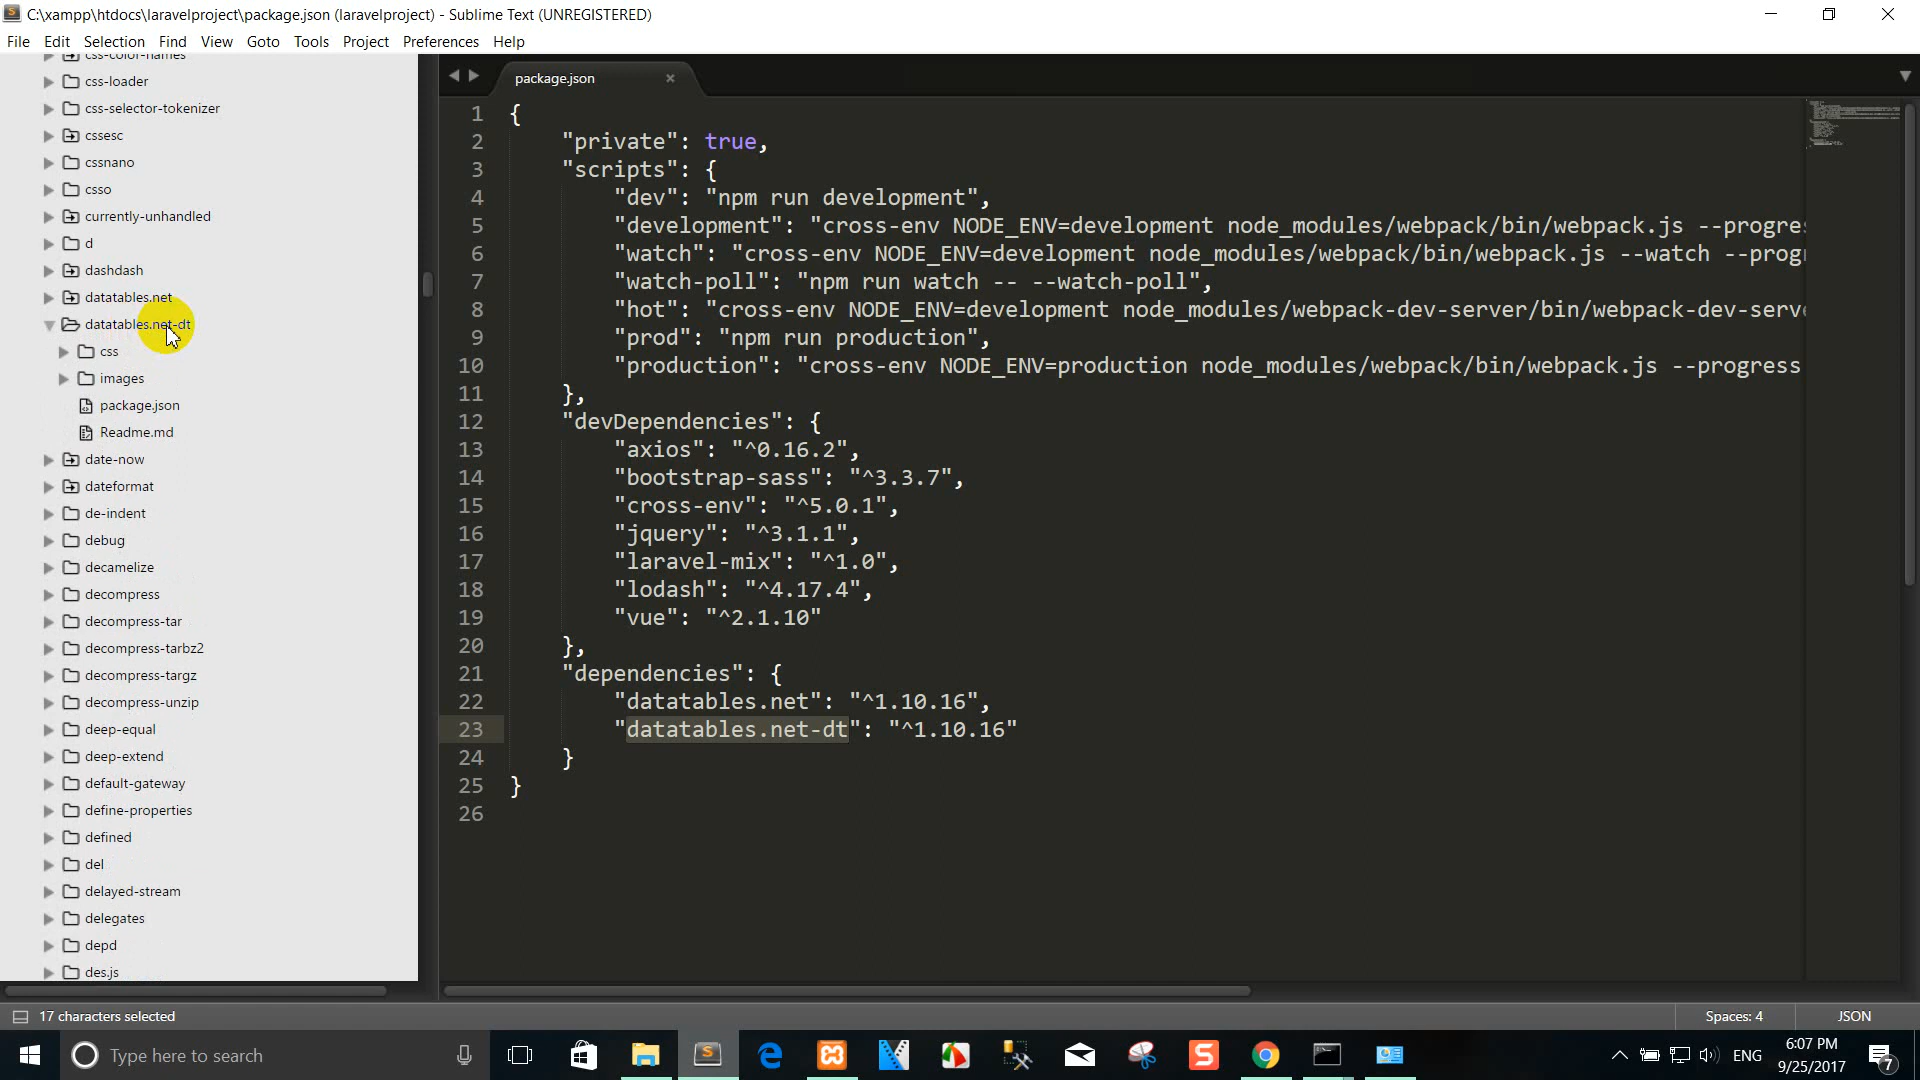 C:\xampp\htdocs\laravelproject\package.json (laravelproject) - Sublime Text (UNREGISTERED)
File Edit Selection Find View Goto Tools Project Preferences Help
css-color-names
css-loader
css-selector-tokenizer
cssesc
cssnano
csso
currently-unhandled
d
dashdash
datatables.net
datatables.net-dt
css
images
package.json
Readme.md
date-now
dateformat
de-indent
debug
decamelize
decompress
decompress-tar
decompress-tarbz2
decompress-targz
decompress-unzip
deep-equal
deep-extend
default-gateway
define-properties
defined
del
delayed-stream
delegates
depd
des.js
package.json
1 {
2 "private": true,
3 "scripts": {
4 "dev": "npm run development",
5 "development": "cross-env NODE_ENV=development node_modules/webpack/bin/webpack.js --progres
6 "watch": "cross-env NODE_ENV=development node_modules/webpack/bin/webpack.js --watch --prog
7 "watch-poll": "npm run watch -- --watch-poll",
8 "hot": "cross-env NODE_ENV=development node_modules/webpack-dev-server/bin/webpack-dev-serve
9 "prod": "npm run production",
10 "production": "cross-env NODE_ENV=production node_modules/webpack/bin/webpack.js --progress
11 },
12 "devDependencies": {
13 "axios": "^0.16.2",
14 "bootstrap-sass": "^3.3.7",
15 "cross-env": "^5.0.1",
16 "jquery": "^3.1.1",
17 "laravel-mix": "^1.0",
18 "lodash": "^4.17.4",
19 "vue": "^2.1.10"
20 },
21 "dependencies": {
22 "datatables.net": "^1.10.16",
23 "datatables.net-dt": "^1.10.16"
24 }
25 }
26
17 characters selected
Spaces: 4
JSON
Type here to search
ENG
6:07 PM
9/25/2017
7